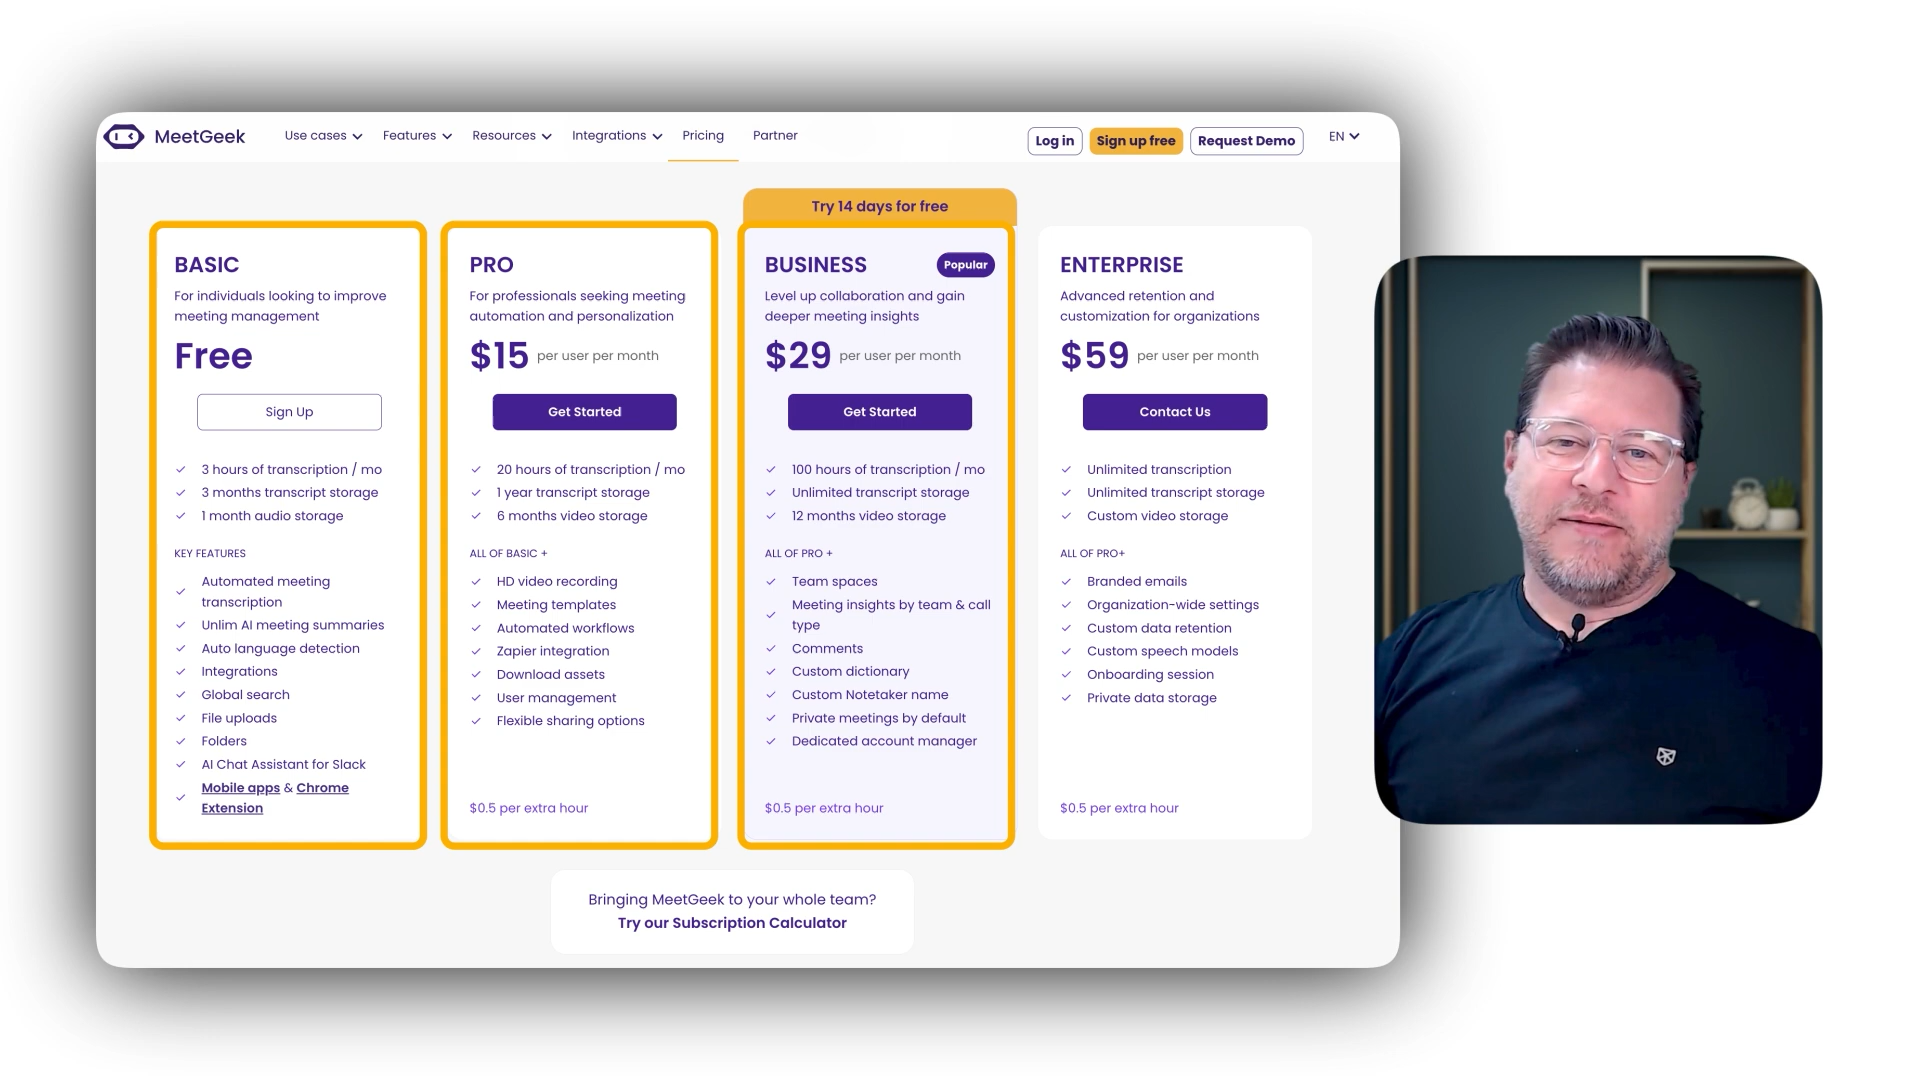 MeetGeek
Use cases
Features
Resources
Integrations
Pricing
Partner
Log in
Sign up free
Request Demo
EN
Try 14 days for free
BASIC
For individuals looking to improve
meeting management
Free
Sign Up
3 hours of transcription / mo
3 months transcript storage
1 month audio storage
KEY FEATURES
Automated meeting
transcription
Unlim AI meeting summaries
Auto language detection
Integrations
Global search
File uploads
Folders
AI Chat Assistant for Slack
Mobile apps & Chrome
Extension
PRO
For professionals seeking meeting
automation and personalization
$15 per user per month
Get Started
20 hours of transcription / mo
1 year transcript storage
6 months video storage
ALL OF BASIC +
HD video recording
Meeting templates
Automated workflows
Zapier integration
Download assets
User management
Flexible sharing options
$0.5 per extra hour
BUSINESS
Popular
Level up collaboration and gain
deeper meeting insights
$29 per user per month
Get Started
100 hours of transcription / mo
Unlimited transcript storage
12 months video storage
ALL OF PRO +
Team spaces
Meeting insights by team & call
type
Comments
Custom dictionary
Custom Notetaker name
Private meetings by default
Dedicated account manager
$0.5 per extra hour
ENTERPRISE
Advanced retention and
customization for organizations
$59 per user per month
Contact Us
Unlimited transcription
Unlimited transcript storage
Custom video storage
ALL OF PRO+
Branded emails
Organization-wide settings
Custom data retention
Custom speech models
Onboarding session
Private data storage
$0.5 per extra hour
Bringing MeetGeek to your whole team?
Try our Subscription Calculator